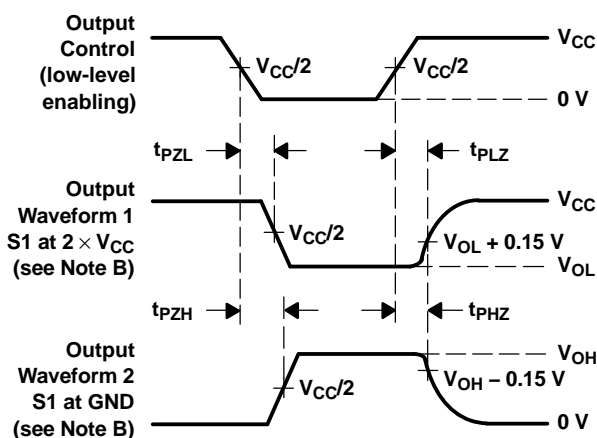 Output
Control
(low-level
enabling)
V_CC/2
V_CC/2
V_CC
0 V
t_PZL
t_PLZ
Output
Waveform 1
S1 at 2 × V_CC
(see Note B)
V_CC/2
V_CC
V_OL + 0.15 V
V_OL
t_PZH
t_PHZ
Output
Waveform 2
S1 at GND
(see Note B)
V_CC/2
V_OH
V_OH − 0.15 V
0 V